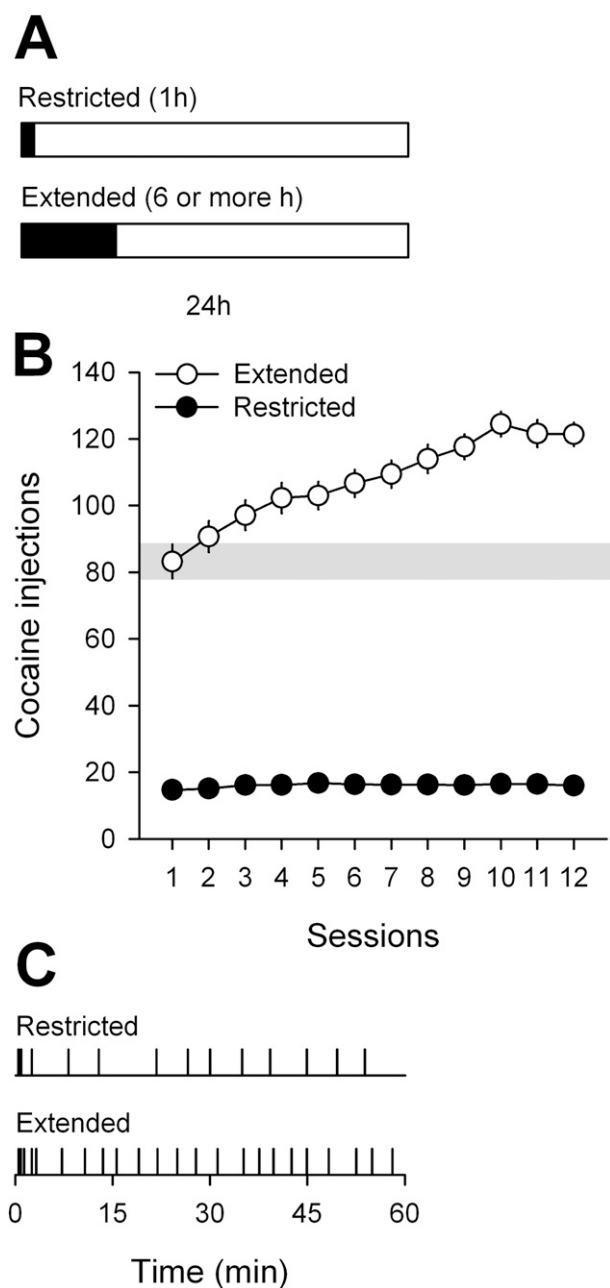 A
Restricted (1h)
Extended (6 or more h)
24h
B
Extended
Restricted
140
120
100
80
60
40
20
0
Cocaine injections
1 2 3 4 5 6 7 8 9 10 11 12
Sessions
C
Restricted
Extended
0 15 30 45 60
Time (min)